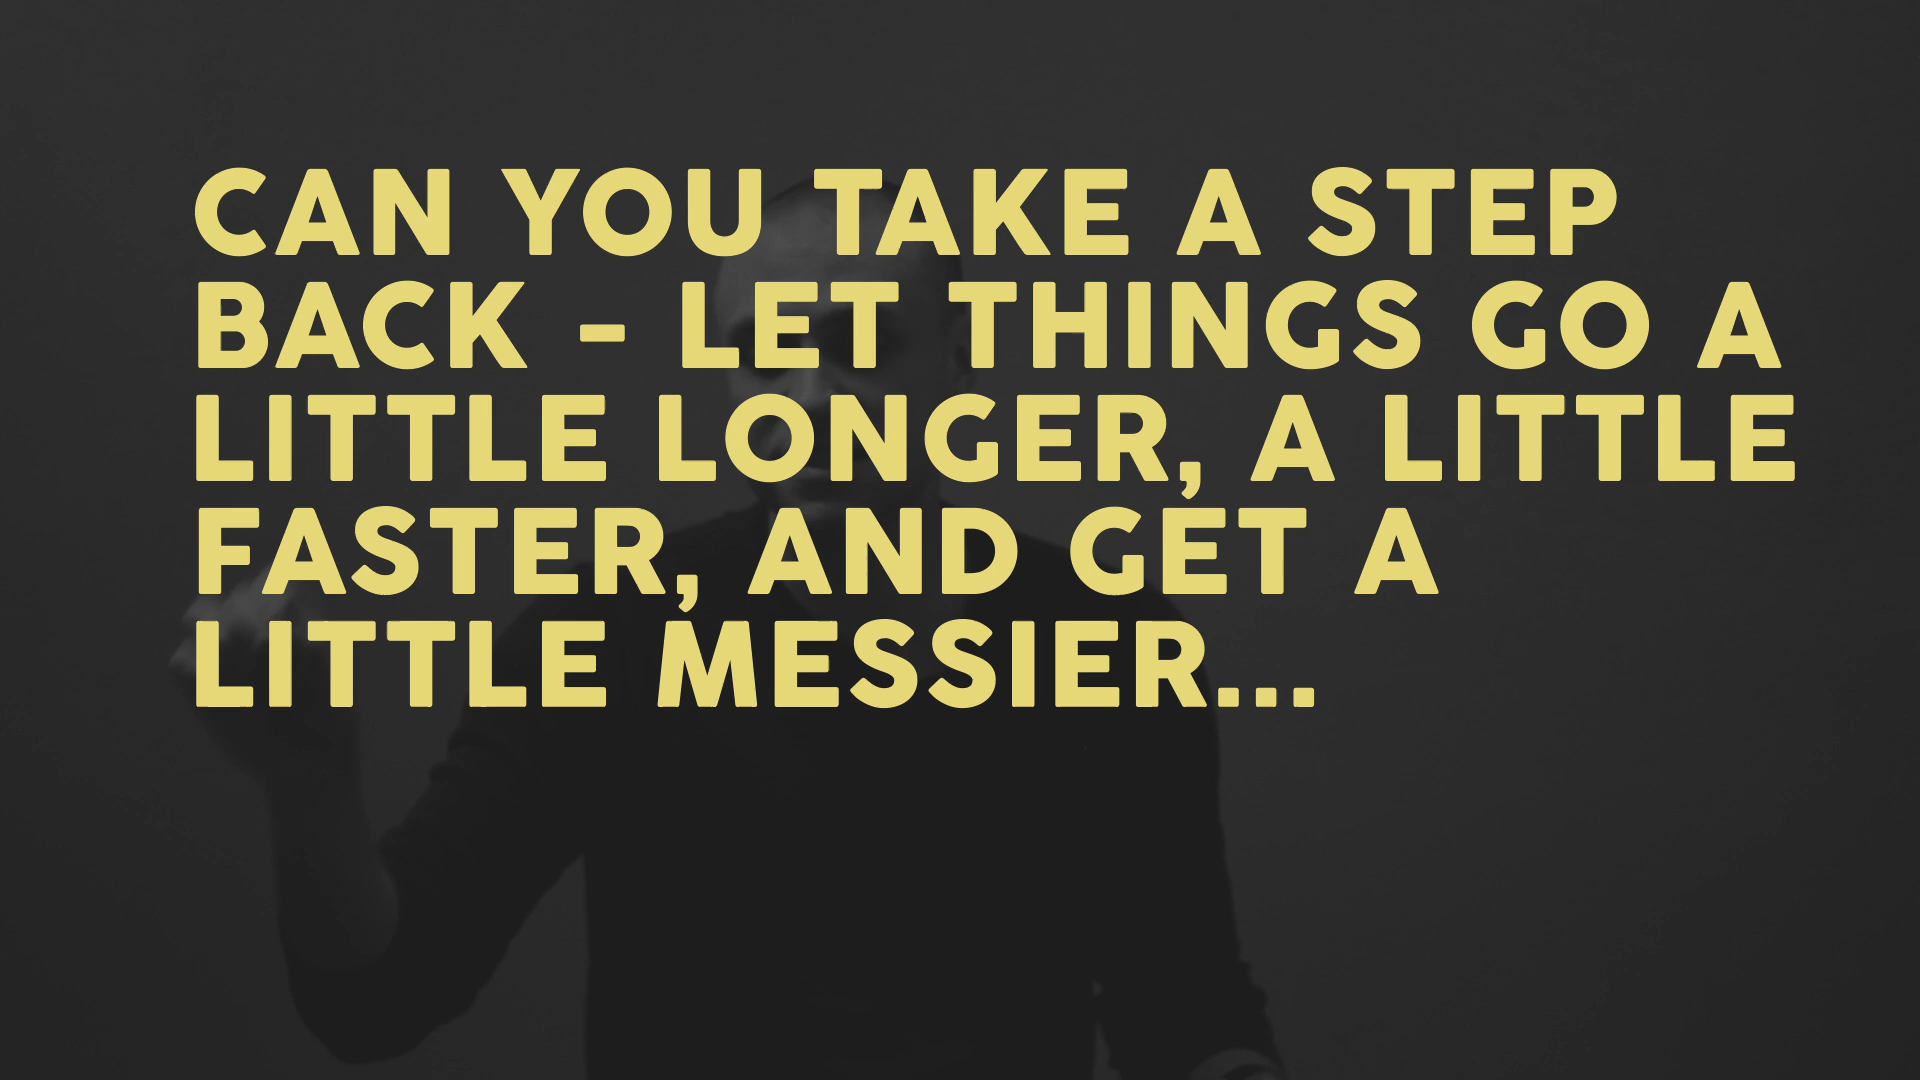 CAN YOU TAKE A STEP
BACK - LET THINGS GO A
LITTLE LONGER, A LITTLE
FASTER, AND GET A
LITTLE MESSIER...